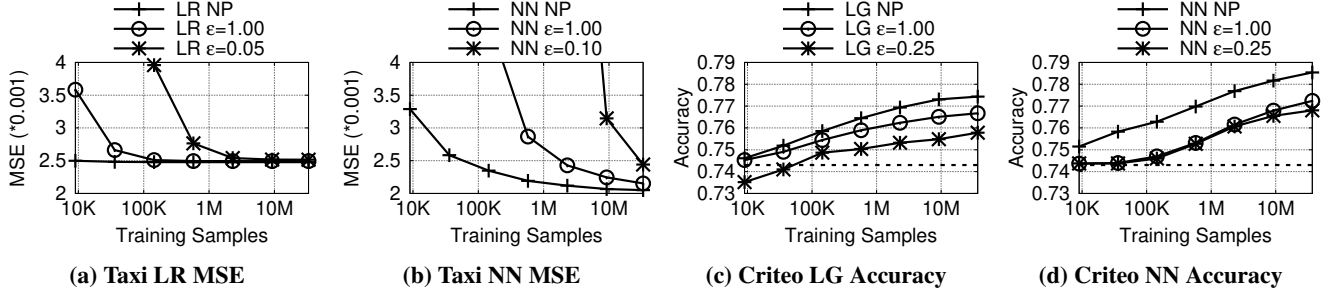 LR NP
LR ε=1.00
LR ε=0.05
MSE (*0.001)
4
3.5
3
2.5
2
10K 100K 1M 10M
Training Samples
(a) Taxi LR MSE
NN NP
NN ε=1.00
NN ε=0.10
MSE (*0.001)
4
3.5
3
2.5
2
10K 100K 1M 10M
Training Samples
(b) Taxi NN MSE
LG NP
LG ε=1.00
LG ε=0.25
Accuracy
0.79
0.78
0.77
0.76
0.75
0.74
0.73
10K 100K 1M 10M
Training Samples
(c) Criteo LG Accuracy
NN NP
NN ε=1.00
NN ε=0.25
Accuracy
0.79
0.78
0.77
0.76
0.75
0.74
0.73
10K 100K 1M 10M
Training Samples
(d) Criteo NN Accuracy